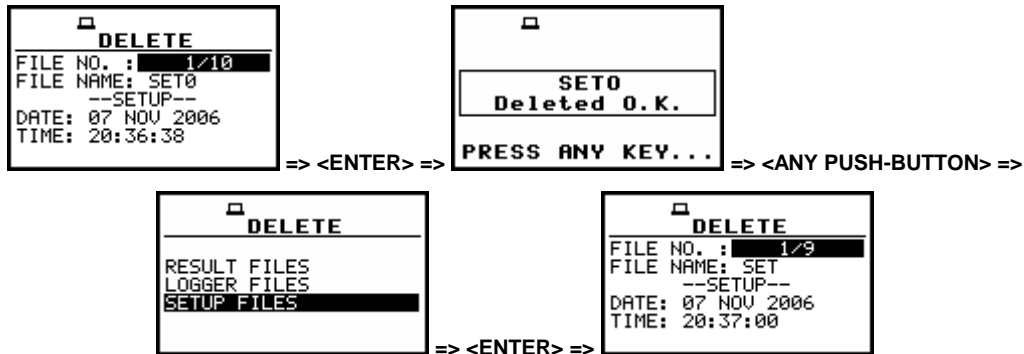 DELETE
FILE NO. : 1/10
FILE NAME: SET0
--SETUP--
DATE: 07 NOV 2006
TIME: 20:36:38
=> <ENTER> =>
SET0
Deleted O.K.
PRESS ANY KEY...
=> <ANY PUSH-BUTTON> =>
DELETE
RESULT FILES
LOGGER FILES
SETUP FILES
=> <ENTER> =>
DELETE
FILE NO. : 1/9
FILE NAME: SET
--SETUP--
DATE: 07 NOV 2006
TIME: 20:37:00